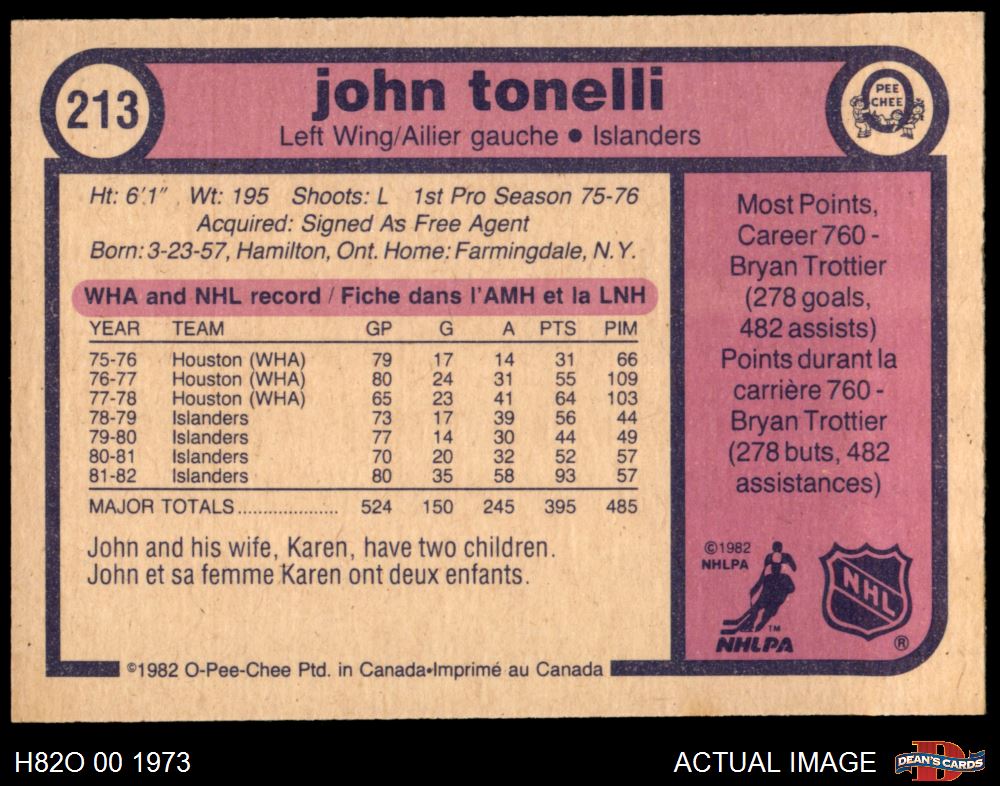 213
john tonelli
Left Wing/Ailier gauche • Islanders
PEE
CHEE
Ht: 6'1" Wt: 195 Shoots: L 1st Pro Season 75-76
Acquired: Signed As Free Agent
Born: 3-23-57, Hamilton, Ont. Home: Farmingdale, N.Y.
WHA and NHL record / Fiche dans l'AMH et la LNH
YEAR TEAM GP G A PTS PIM
75-76 Houston (WHA) 79 17 14 31 66
76-77 Houston (WHA) 80 24 31 55 109
77-78 Houston (WHA) 65 23 41 64 103
78-79 Islanders 73 17 39 56 44
79-80 Islanders 77 14 30 44 49
80-81 Islanders 70 20 32 52 57
81-82 Islanders 80 35 58 93 57
MAJOR TOTALS.................... 524 150 245 395 485
John and his wife, Karen, have two children.
John et sa femme Karen ont deux enfants.
©1982 O-Pee-Chee Ptd. in Canada•Imprimé au Canada
Most Points,
Career 760 -
Bryan Trottier
(278 goals,
482 assists)
Points durant la
carrière 760 -
Bryan Trottier
(278 buts, 482
assistances)
©1982
NHLPA
TM
NHLPA
NHL
®
H82O 00 1973
ACTUAL IMAGE
D
DEAN'S CARDS